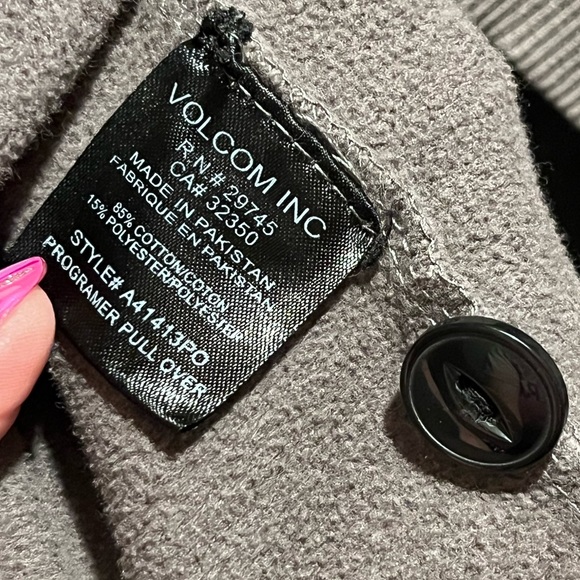 VOLCOM INC
R.N# 29745
CA# 32350
MADE IN PAKISTAN
FABRIQUE EN PAKISTAN
85% COTTON/COTON
15% POLYESTER/POLYESTER
STYLE# A41413PO
PROGRAMER PULL OVER